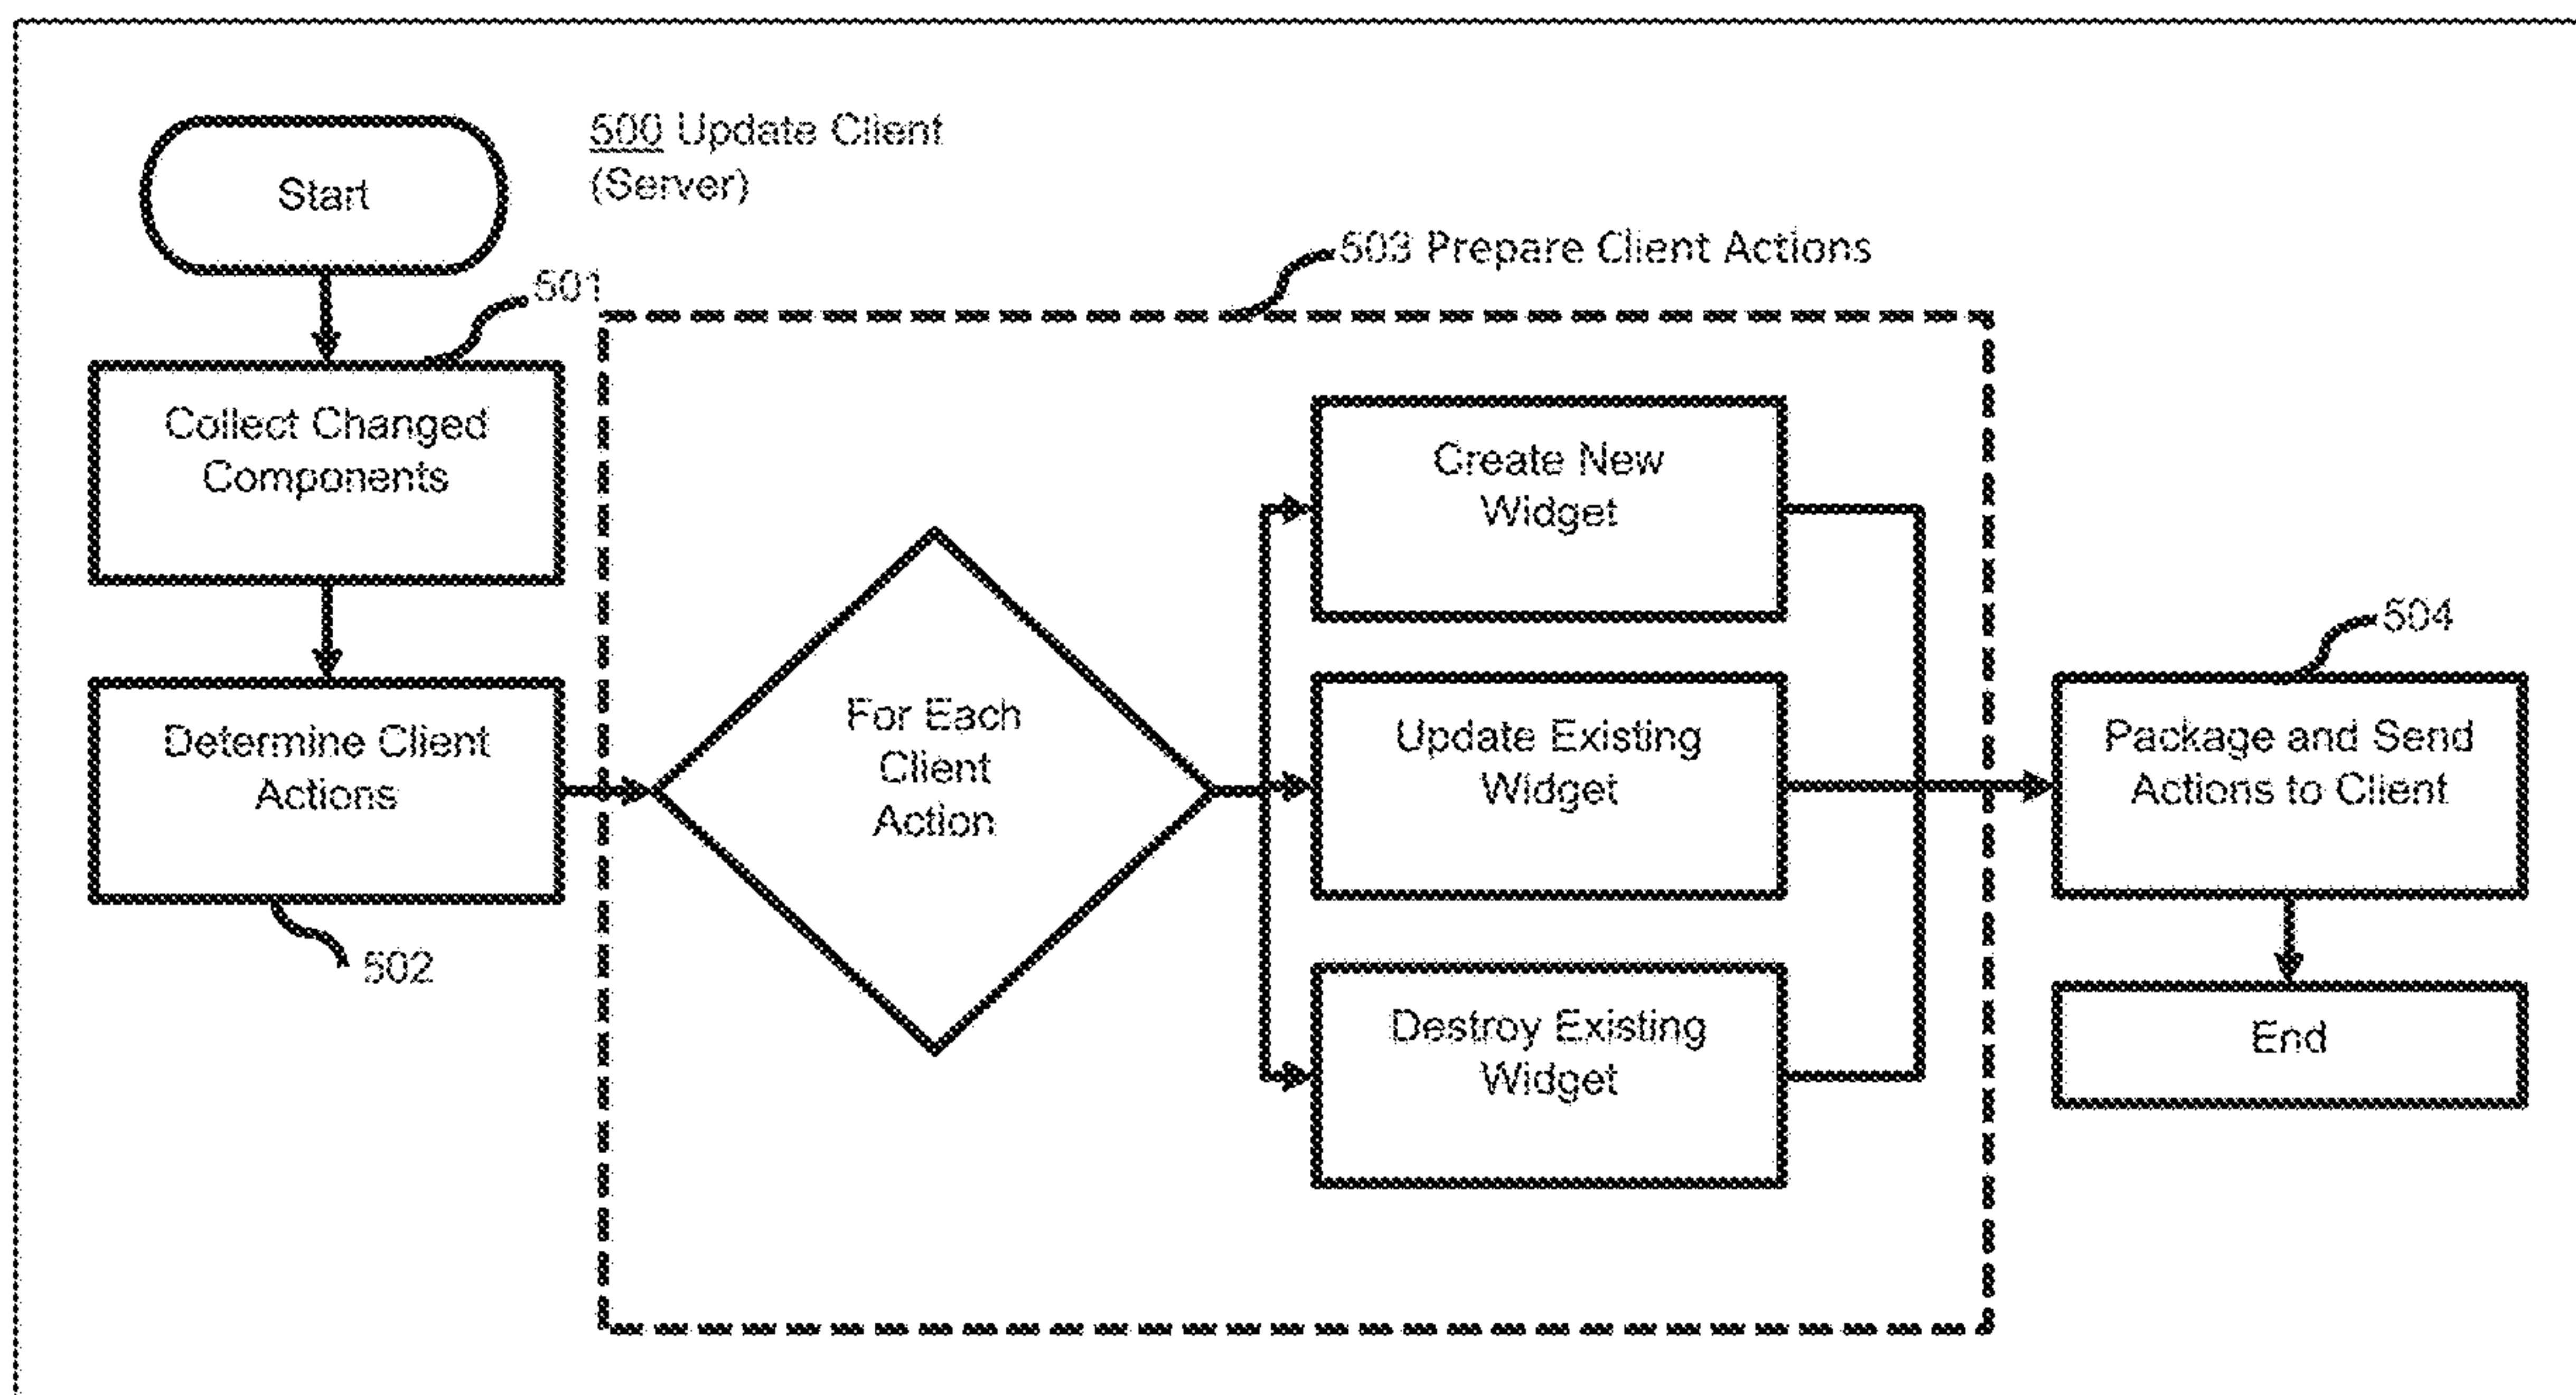 Start
500 Update Client
(Server)
501
Collect Changed
Components
Determine Client
Actions
502
503 Prepare Client Actions
For Each
Client
Action
Create New
Widget
Update Existing
Widget
Destroy Existing
Widget
504
Package and Send
Actions to Client
End